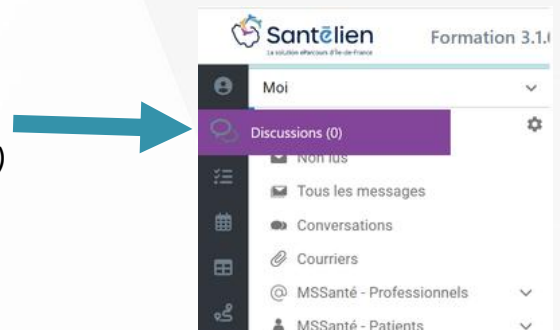 Santēlien
La solution eParcours d'Île-de-France
Formation 3.1.
Moi
Discussions (0)
Non lus
Tous les messages
Conversations
Courriers
MSSanté - Professionnels
MSSanté - Patients
)